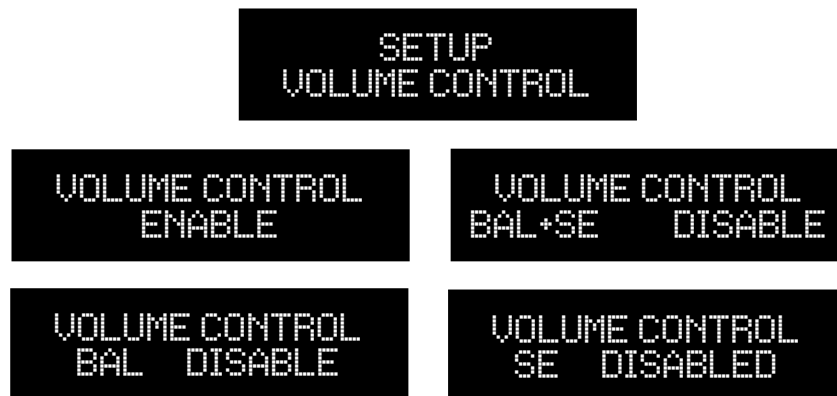 SETUP
VOLUME CONTROL
VOLUME CONTROL
ENABLE
VOLUME CONTROL
BAL+SE DISABLE
VOLUME CONTROL
BAL DISABLE
VOLUME CONTROL
SE DISABLED